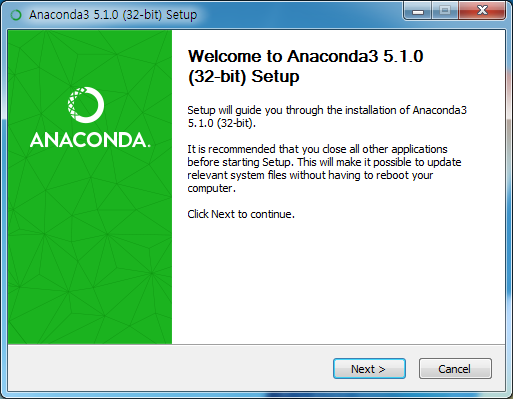 Anaconda3 5.1.0 (32-bit) Setup
ANACONDA.
Welcome to Anaconda3 5.1.0
(32-bit) Setup
Setup will guide you through the installation of Anaconda3
5.1.0 (32-bit).
It is recommended that you close all other applications
before starting Setup. This will make it possible to update
relevant system files without having to reboot your
computer.
Click Next to continue.
Next >
Cancel